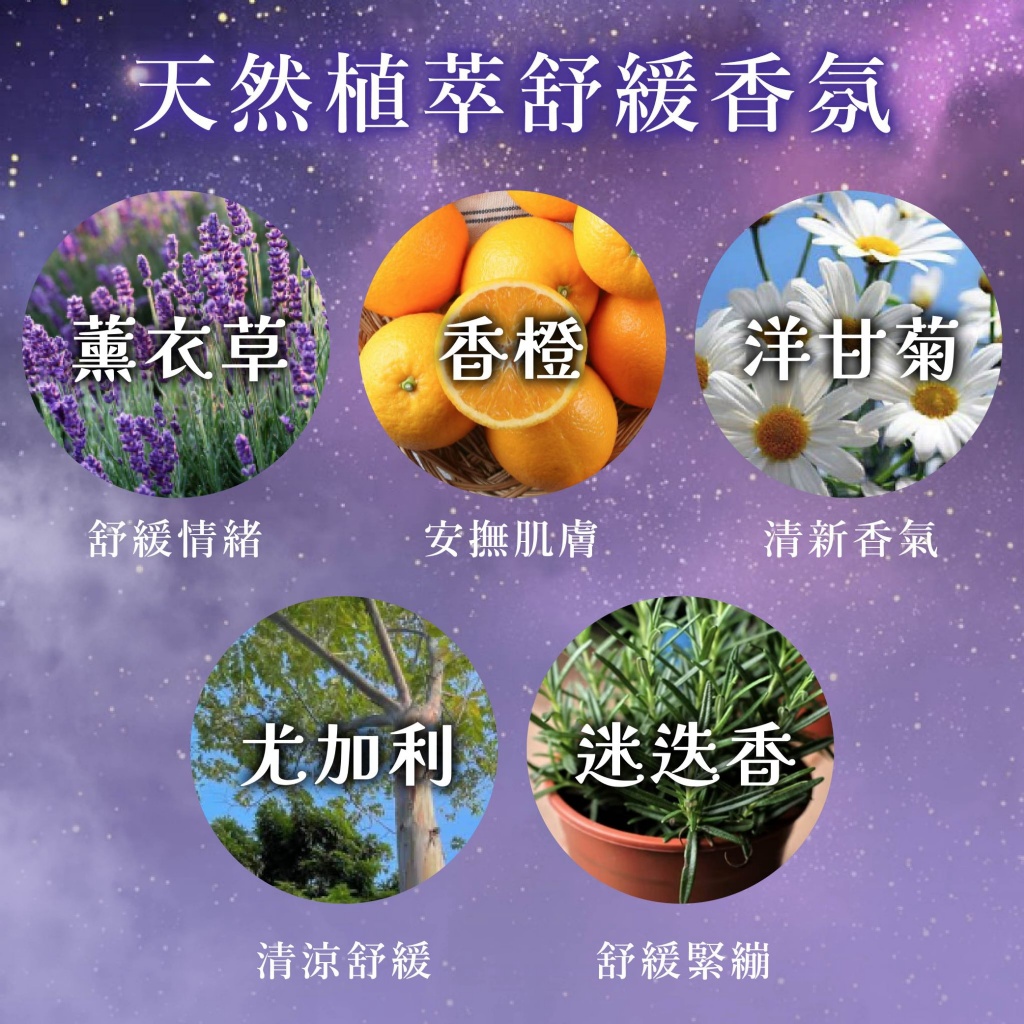 天然植萃舒緩香氛
薰衣草
香橙
洋甘菊
舒緩情緒
安撫肌膚
清新香氣
尤加利
迷迭香
清涼舒緩
舒緩緊繃